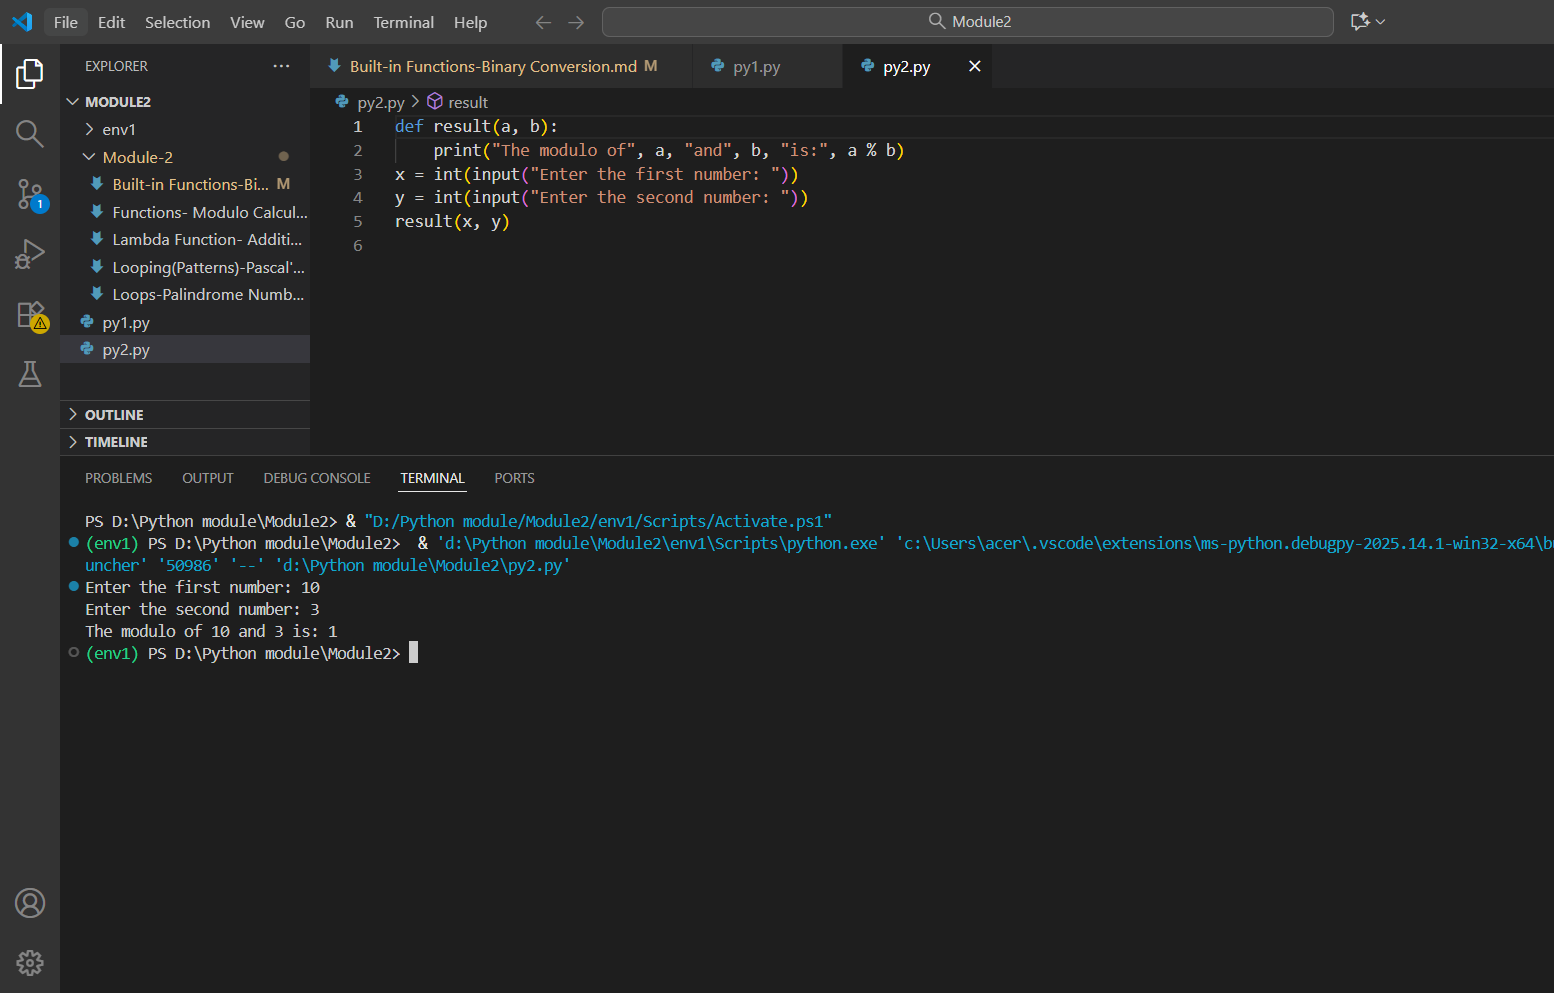 File Edit Selection View Go Run Terminal Help
Module2
EXPLORER
Built-in Functions-Binary Conversion.md M
py1.py
py2.py
MODULE2
env1
Module-2
Built-in Functions-Bi... M
Functions- Modulo Calcul...
Lambda Function- Additi...
Looping(Patterns)-Pascal'...
Loops-Palindrome Numb...
py1.py
py2.py
OUTLINE
TIMELINE
1
py2.py > result
1 def result(a, b):
2     print("The modulo of", a, "and", b, "is:", a % b)
3 x = int(input("Enter the first number: "))
4 y = int(input("Enter the second number: "))
5 result(x, y)
6
PROBLEMS OUTPUT DEBUG CONSOLE TERMINAL PORTS
PS D:\Python module\Module2> & "D:/Python module/Module2/env1/Scripts/Activate.ps1"
(env1) PS D:\Python module\Module2>  & 'd:\Python module\Module2\env1\Scripts\python.exe' 'c:\Users\acer\.vscode\extensions\ms-python.debugpy-2025.14.1-win32-x64\b
uncher' '50986' '--' 'd:\Python module\Module2\py2.py'
Enter the first number: 10
Enter the second number: 3
The modulo of 10 and 3 is: 1
(env1) PS D:\Python module\Module2>